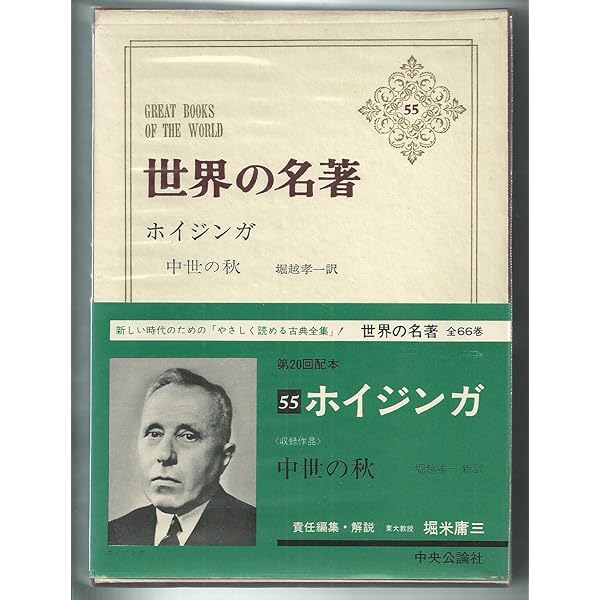 GREAT BOOKS
OF THE WORLD
55
世界の名著
ホイジンガ
中世の秋 堀越孝一訳
新しい時代のための「やさしく読める古典全集」！ 世界の名著 全66巻
第20回配本
55 ホイジンガ
〈収録作品〉
中世の秋 堀越孝一 新訳
責任編集・解説 東大教授 堀米庸三
ホイジンガ
中央公論社